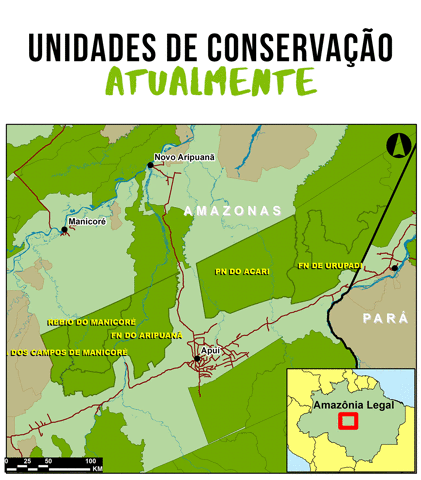 UNIDADES DE CONSERVAÇÃO
ATUALMENTE
Novo Aripuanã
AMAZONAS
Manicoré
PN DO ACARI
FN DE URUPADI
PARÁ
REBIO DO MANICORÉ
FN DO ARIPUANÃ
DOS CAMPOS DE MANICORÉ
Apuí
Amazônia Legal
0 25 50 100
KM